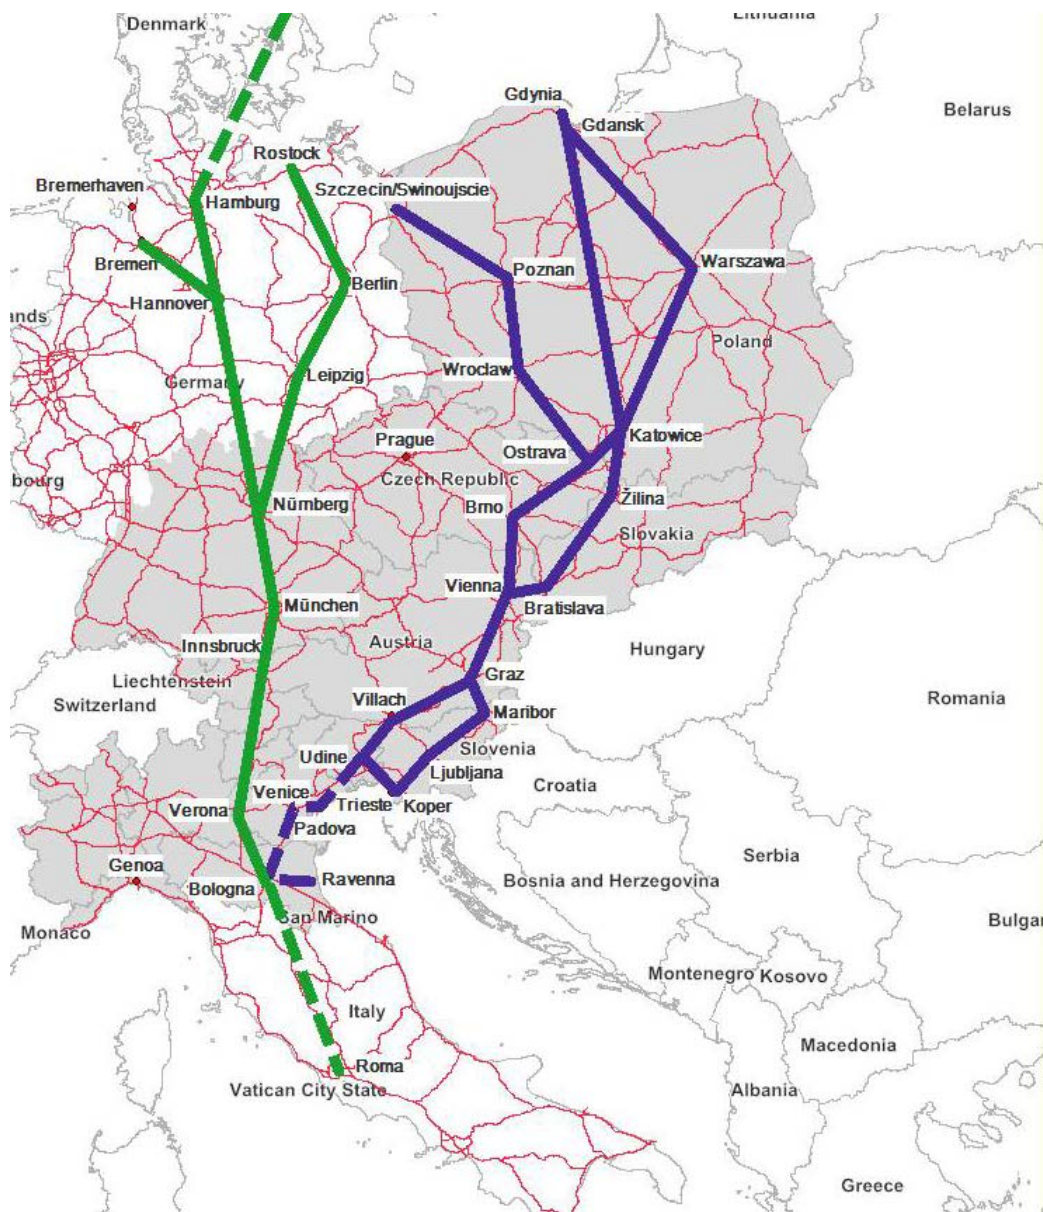 Lithuania
Denmark
Gdynia
Belarus
Gdansk
Rostock
Bremerhaven
Szczecin/Swinoujscie
Hamburg
Bremen
Poznan
Warszawa
Berlin
Hannover
ands
Poland
Wroclaw
Leipzig
Germany
Katowice
Prague
Ostrava
Czech Republic
bourg
Žilina
Nürnberg
Brno
Slovakia
Vienna
München
Bratislava
Austria
Innsbruck
Hungary
Graz
Liechtenstein
Villach
Romania
Switzerland
Maribor
Slovenia
Udine
Ljubljana
Croatia
Venice
Verona
Trieste
Koper
Padova
Serbia
Genoa
Ravenna
Bosnia and Herzegovina
Bologna
San Marino
Bulgar
Monaco
Montenegro
Kosovo
Italy
Macedonia
Roma
Vatican City State
Albania
Greece